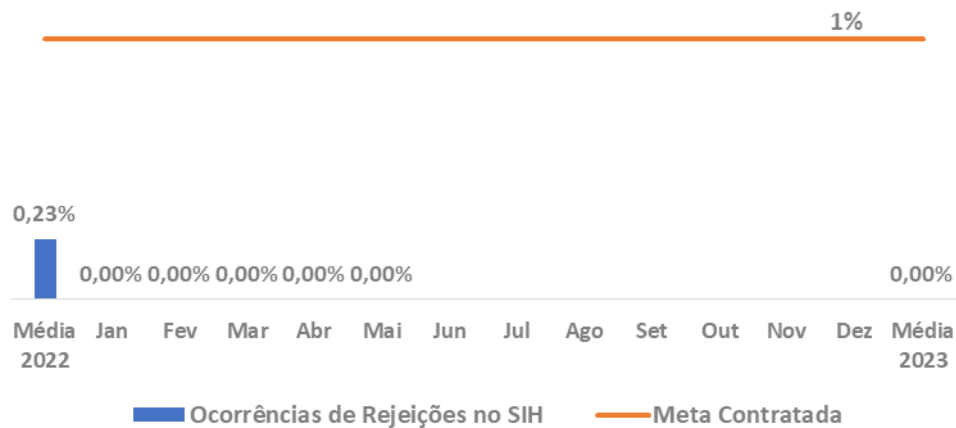 1%
0,23%
0,00% 0,00% 0,00% 0,00% 0,00% 0,00%
Média Jan Fev Mar Abr Mai Jun Jul Ago Set Out Nov Dez Média
2022 2023
Ocorrências de Rejeições no SIH Meta Contratada